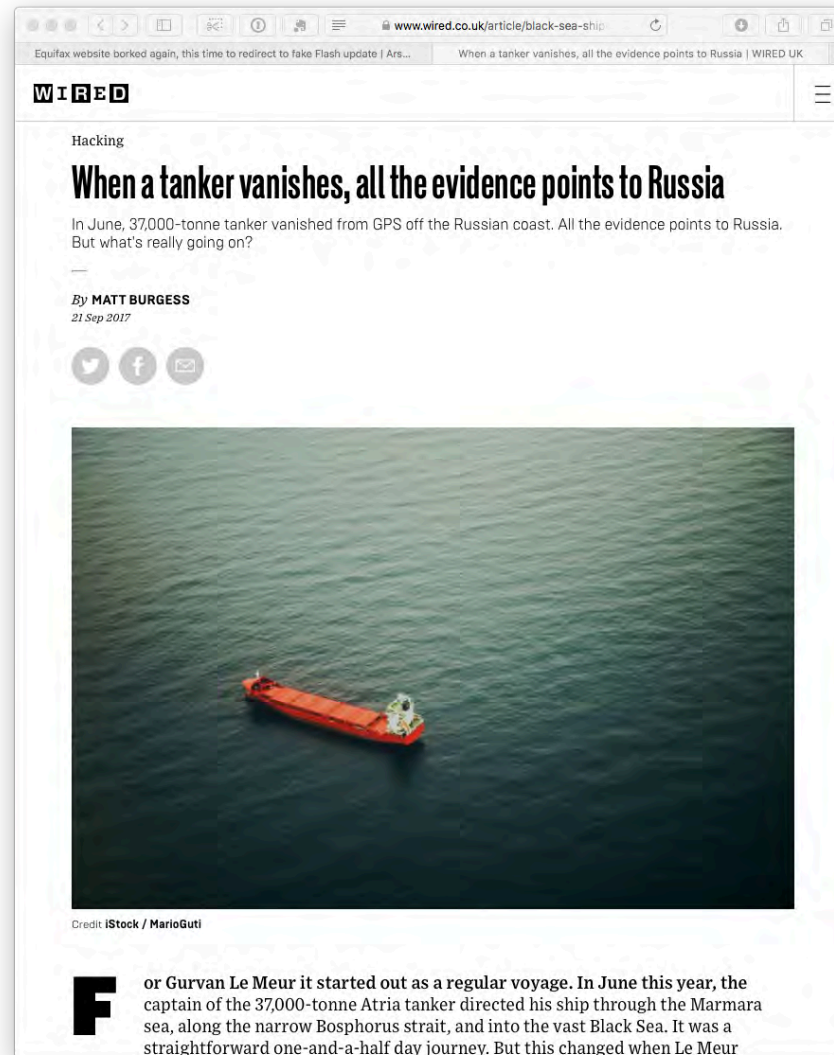 www.wired.co.uk/article/black-sea-ship
Equifax website borked again, this time to redirect to fake Flash update | Ars...
When a tanker vanishes, all the evidence points to Russia | WIRED UK
WIRED
Hacking
When a tanker vanishes, all the evidence points to Russia
In June, 37,000-tonne tanker vanished from GPS off the Russian coast. All the evidence points to Russia.
But what's really going on?
By MATT BURGESS
21 Sep 2017
Credit iStock / MarioGuti
For Gurvan Le Meur it started out as a regular voyage. In June this year, the
captain of the 37,000-tonne Atria tanker directed his ship through the Marmara
sea, along the narrow Bosphorus strait, and into the vast Black Sea. It was a
straightforward one-and-a-half day journey. But this changed when Le Meur